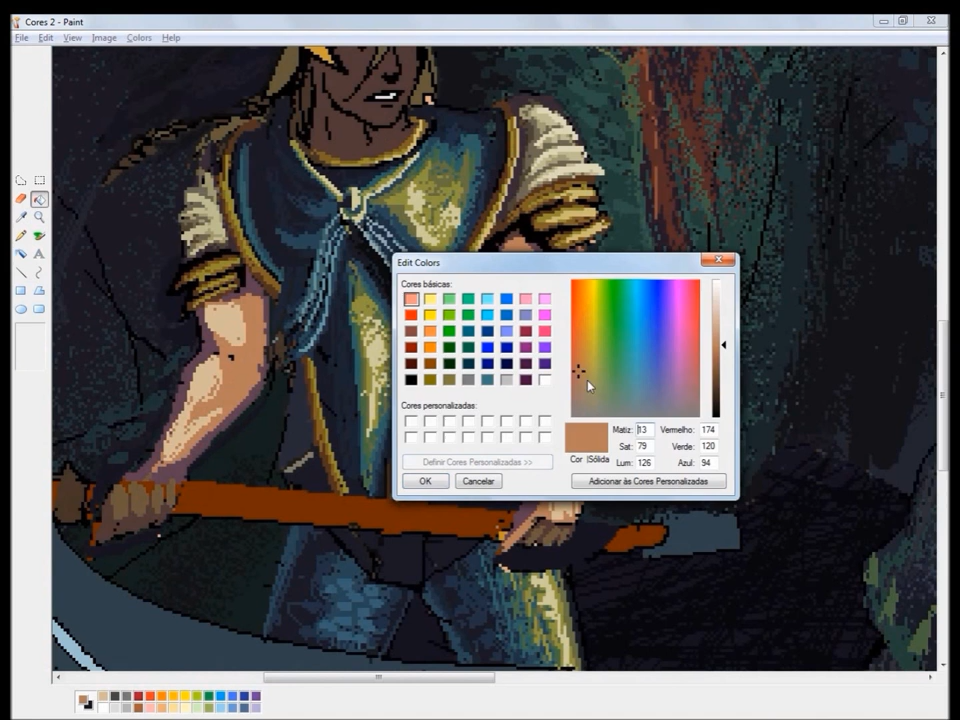 Cores 2 - Paint
File Edit View Image Colors Help
Edit Colors
Cores básicas:
Cores personalizadas:
Definir Cores Personalizadas >>
OK Cancelar
Cor |Sólida
Matiz: 13 Vermelho: 174
Sat: 79 Verde: 120
Lum: 126 Azul: 94
Adicionar às Cores Personalizadas